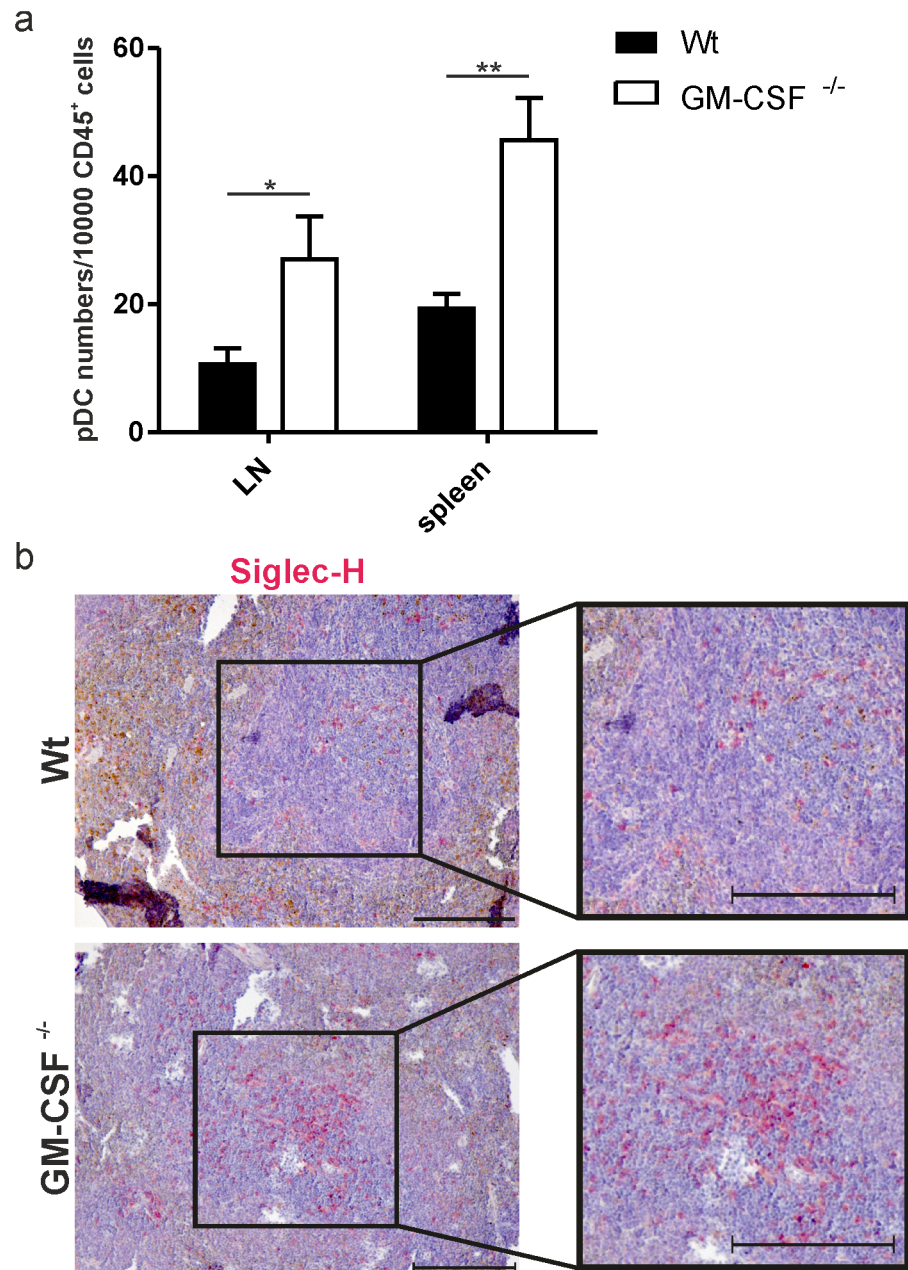 a
pDC numbers/10000 CD45⁺ cells
60
40
20
0
*
**
LN
spleen
Wt
GM-CSF -/-
b
Siglec-H
Wt
GM-CSF -/-